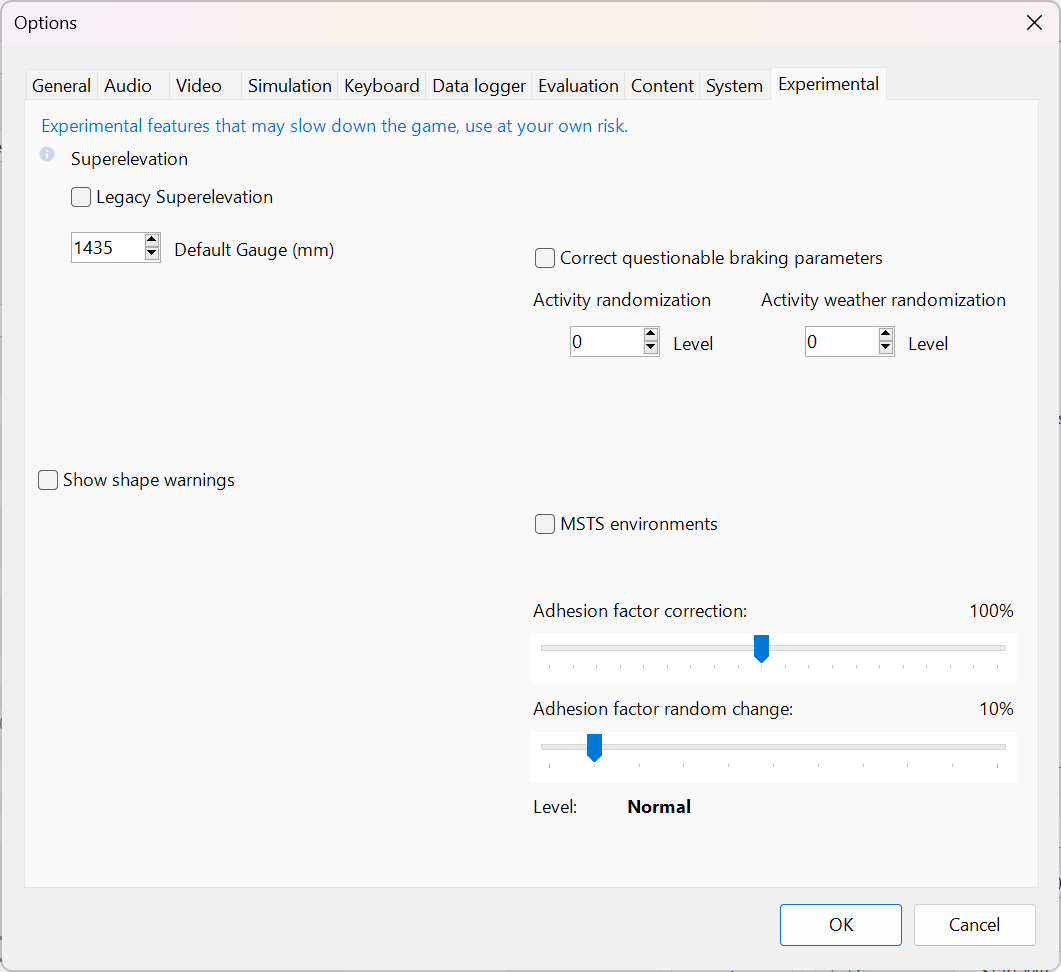 Options
General Audio Video Simulation Keyboard Data logger Evaluation Content System Experimental
Experimental features that may slow down the game, use at your own risk.
Superelevation
Legacy Superelevation
1435 Default Gauge (mm)
Correct questionable braking parameters
Activity randomization Activity weather randomization
0 Level 0 Level
Show shape warnings
MSTS environments
Adhesion factor correction: 100%
Adhesion factor random change: 10%
Level: Normal
OK Cancel